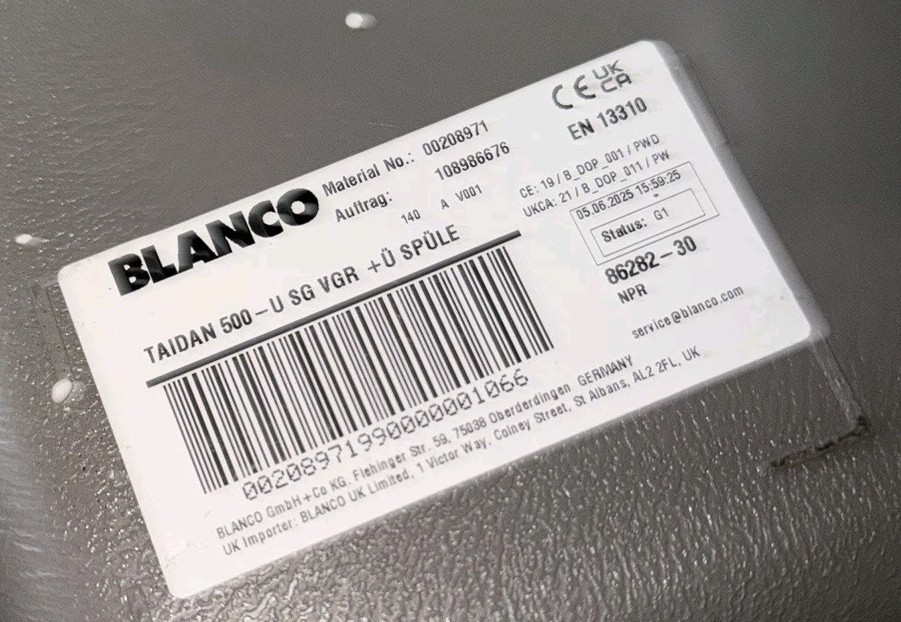 BLANCO
Material No.: 00208971
Auftrag: 108986676
140 A V001
CE UK CA
EN 13310
CE: 19 / B_DOP_001 / PWD
UKCA: 21 / B_DOP_011 / PW
05.06.2025 15:59:25
Status: G1
86282-30
NPR
service@blanco.com
TAIDAN 500-U SG VGR +Ü SPÜLE
00208971990000001066
BLANCO GmbH+Co KG, Flehinger Str. 59, 75038 Oberderdingen GERMANY
UK Importer: BLANCO UK Limited, 1 Victor Way, Colney Street, St Albans, AL2 2FL, UK